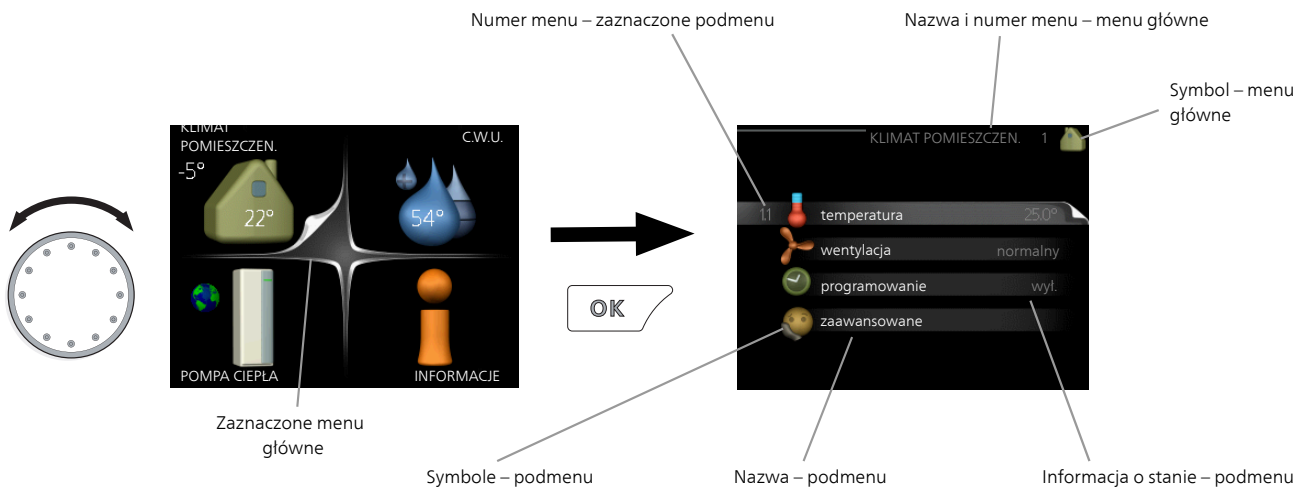 Numer menu – zaznaczone podmenu
Nazwa i numer menu – menu główne
Symbol – menu
główne
KLIMAT
POMIESZCZEN.
-5°
22°
C.W.U.
54°
POMPA CIEPŁA
INFORMACJE
OK
KLIMAT POMIESZCZEN. 1
1.1 temperatura 25.0°
wentylacja normalny
programowanie wył.
zaawansowane
Zaznaczone menu
główne
Symbole – podmenu
Nazwa – podmenu
Informacja o stanie – podmenu